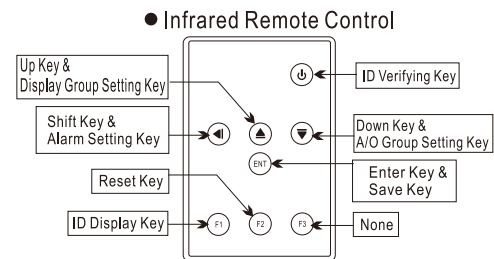 ● Infrared Remote Control
Up Key &
Display Group Setting Key
ID Verifying Key
Shift Key &
Alarm Setting Key
Down Key &
A/O Group Setting Key
ENT
Enter Key &
Save Key
Reset Key
ID Display Key
F1
F2
F3
None